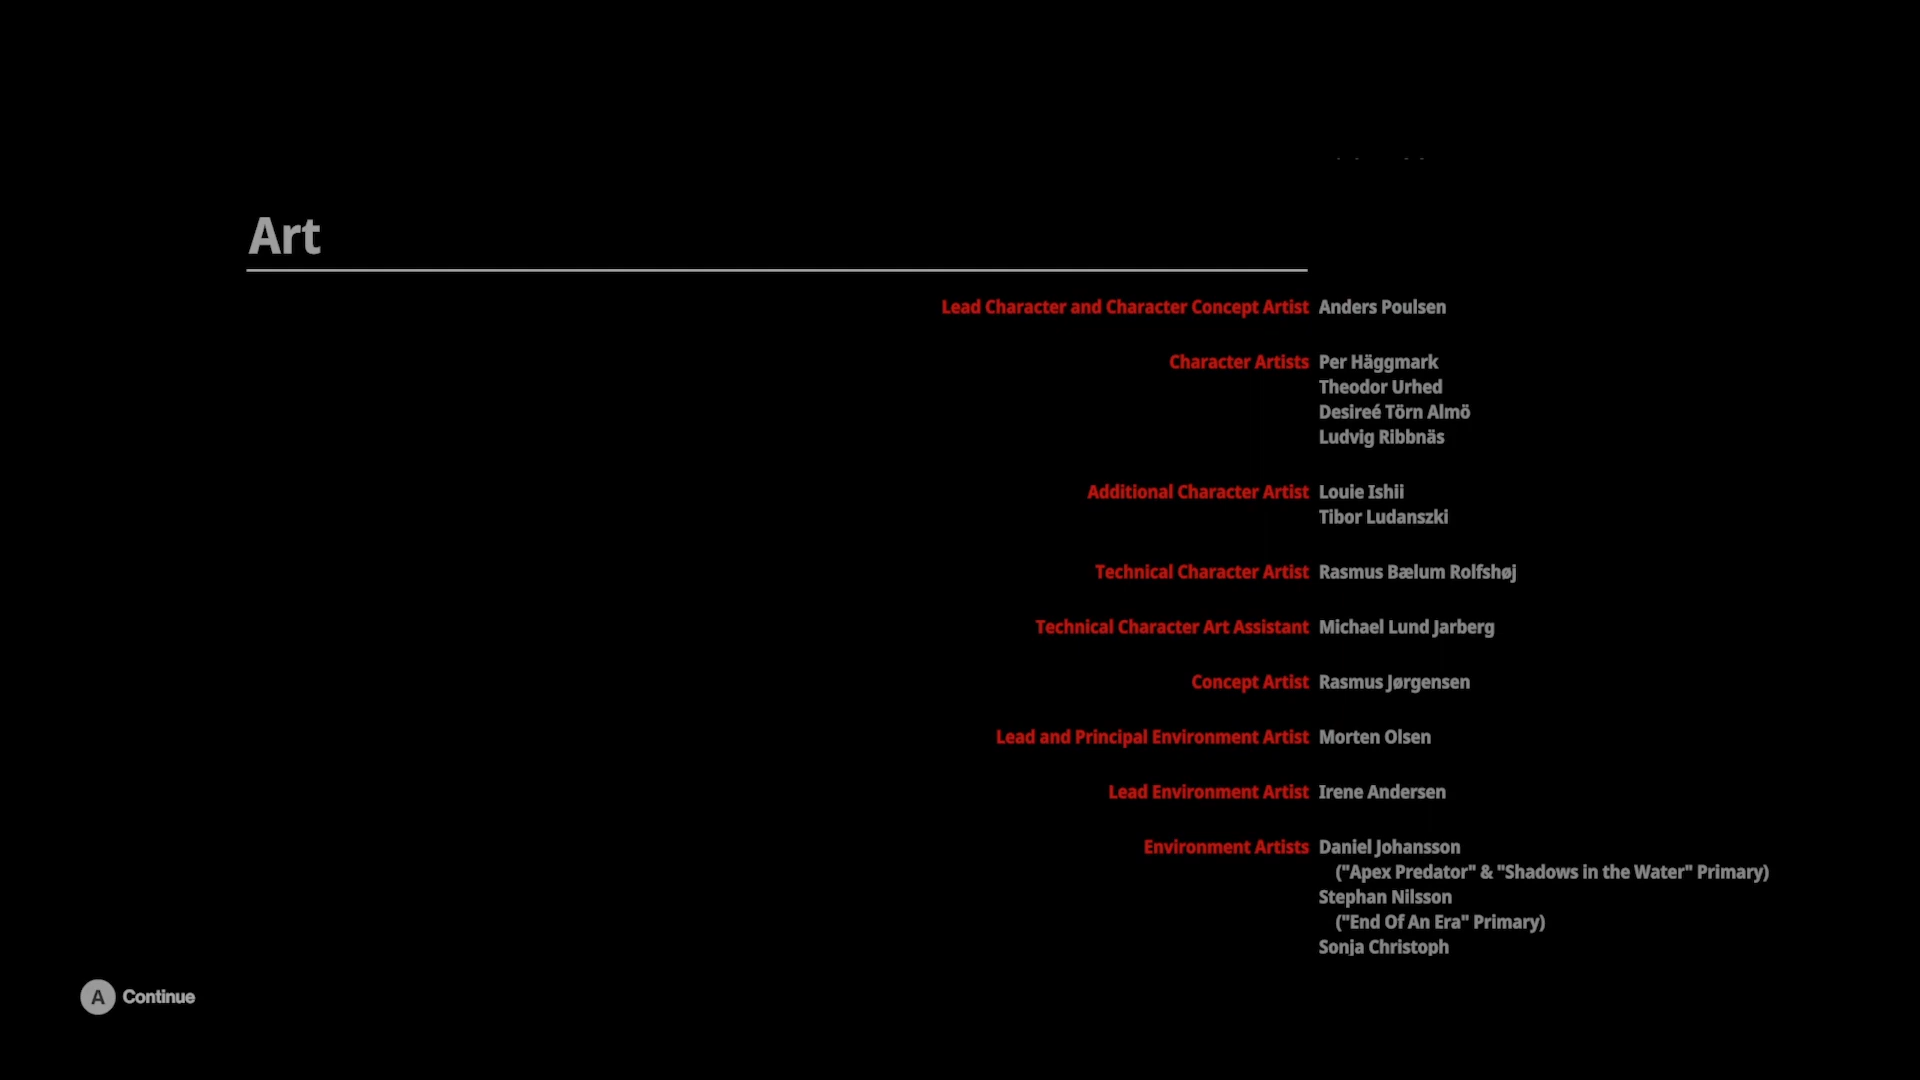 Art
Lead Character and Character Concept Artist Anders Poulsen
Character Artists Per Häggmark
Theodor Urhed
Desireé Törn Almö
Ludvig Ribbnäs
Additional Character Artist Louie Ishii
Tibor Ludanszki
Technical Character Artist Rasmus Bælum Rolfshøj
Technical Character Art Assistant Michael Lund Jarberg
Concept Artist Rasmus Jørgensen
Lead and Principal Environment Artist Morten Olsen
Lead Environment Artist Irene Andersen
Environment Artists Daniel Johansson
("Apex Predator" & "Shadows in the Water" Primary)
Stephan Nilsson
("End Of An Era" Primary)
Sonja Christoph
A Continue